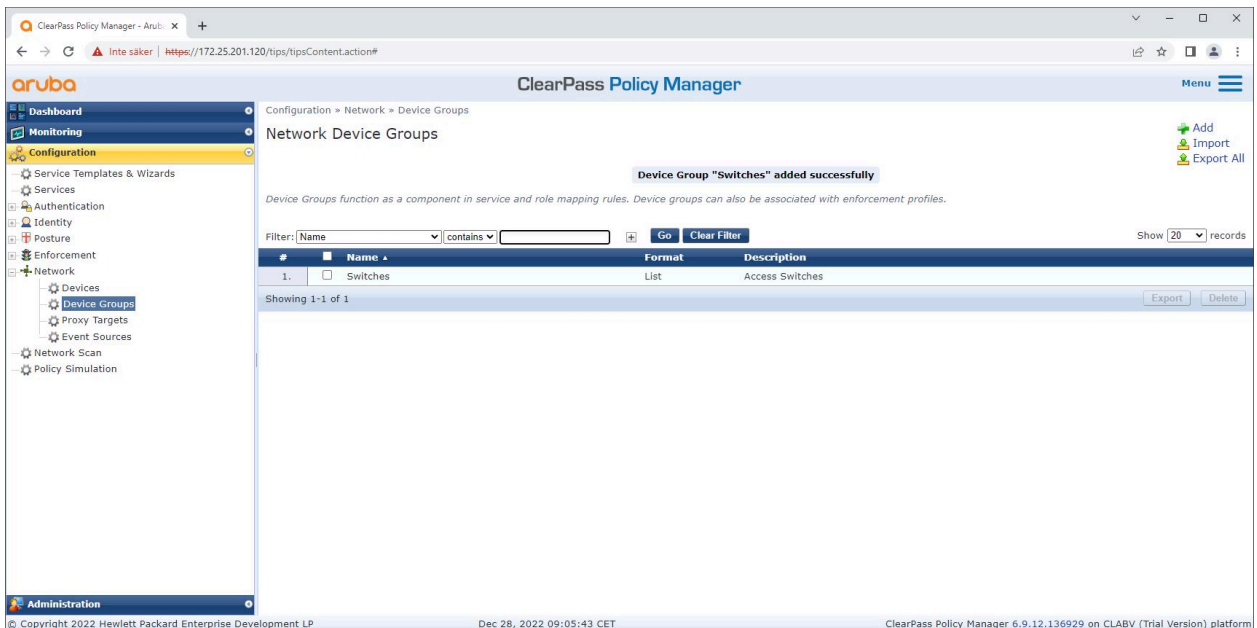 ClearPass Policy Manager - Arub
Inte säker | https://172.25.201.120/tips/tipsContent.action#
aruba
ClearPass Policy Manager
Menu
Dashboard
Monitoring
Configuration
Service Templates & Wizards
Services
Authentication
Identity
Posture
Enforcement
Network
Devices
Device Groups
Proxy Targets
Event Sources
Network Scan
Policy Simulation
Administration
Configuration » Network » Device Groups
Network Device Groups
Add
Import
Export All
Device Group "Switches" added successfully
Device Groups function as a component in service and role mapping rules. Device groups can also be associated with enforcement profiles.
Filter: Name contains Go Clear Filter Show 20 records
# Name Format Description
1. Switches List Access Switches
Showing 1-1 of 1 Export Delete
© Copyright 2022 Hewlett Packard Enterprise Development LP Dec 28, 2022 09:05:43 CET ClearPass Policy Manager 6.9.12.136929 on CLABV (Trial Version) platform